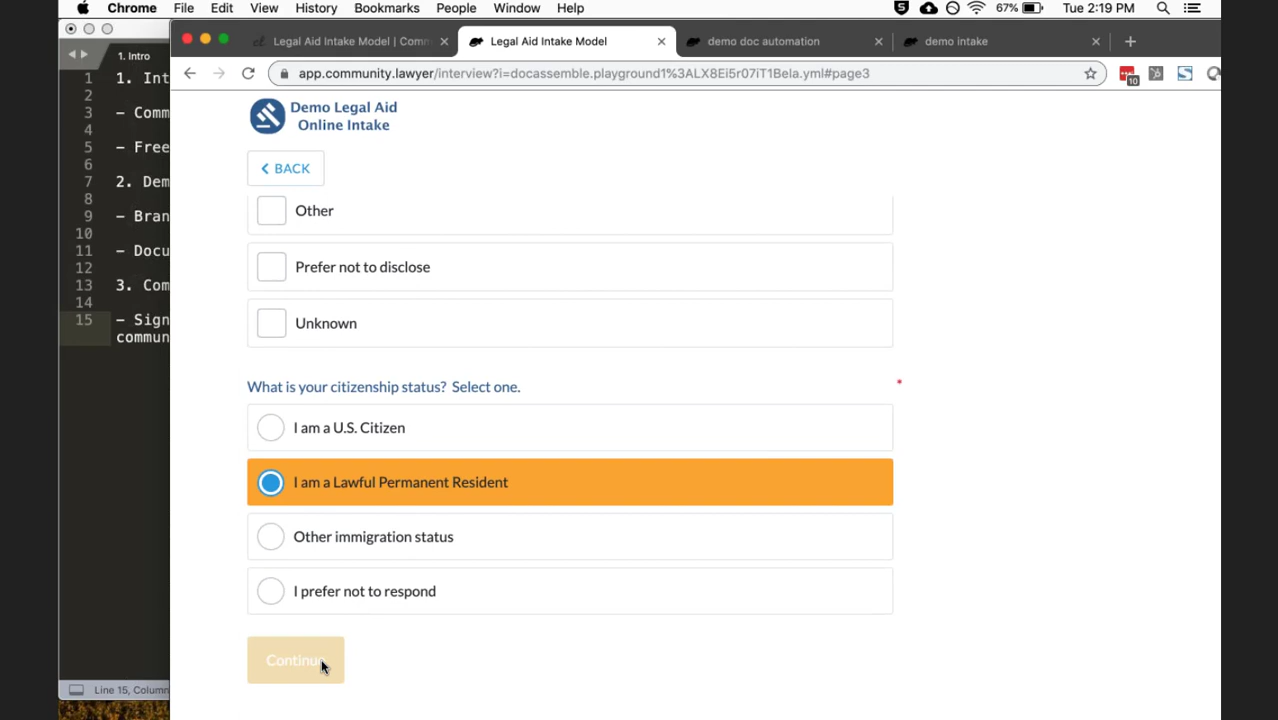 Chrome File Edit View History Bookmarks People Window Help 67% Tue 2:19 PM
1. Intro
Legal Aid Intake Model | Comm
Legal Aid Intake Model
demo doc automation
demo intake
app.community.lawyer/interview?i=docassemble.playground1%3ALX8Ei5r07iT1Bela.yml#page3
10
1 1. Int
2
3 - Comm
4
5 - Free
6
7 2. Dem
8
9 - Bran
10
11 - Docu
12
13 3. Com
14
15 - Sign
commun
Line 15, Column
Demo Legal Aid
Online Intake
BACK
Other
Prefer not to disclose
Unknown
What is your citizenship status? Select one. *
I am a U.S. Citizen
I am a Lawful Permanent Resident
Other immigration status
I prefer not to respond
Continue